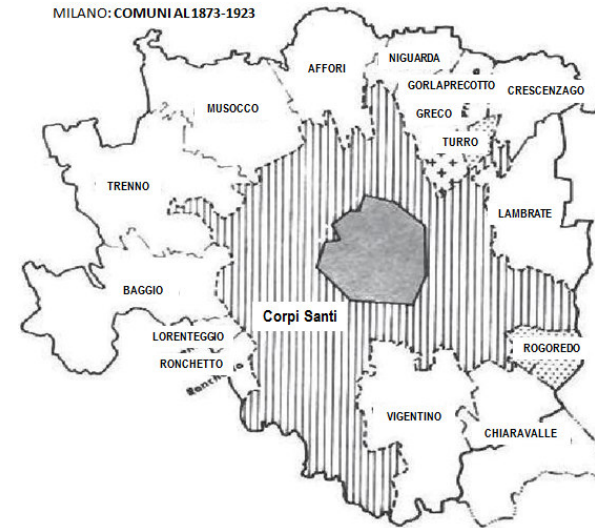 MILANO: COMUNI AL 1873-1923
NIGUARDA
AFFORI
GORLAPRECOTTO
CRESCENZAGO
MUSOCCO
GRECO
TURRO
TRENNO
LAMBRATE
BAGGIO
Corpi Santi
LORENTEGGIO
ROGOREDO
RONCHETTO
VIGENTINO
CHIARAVALLE